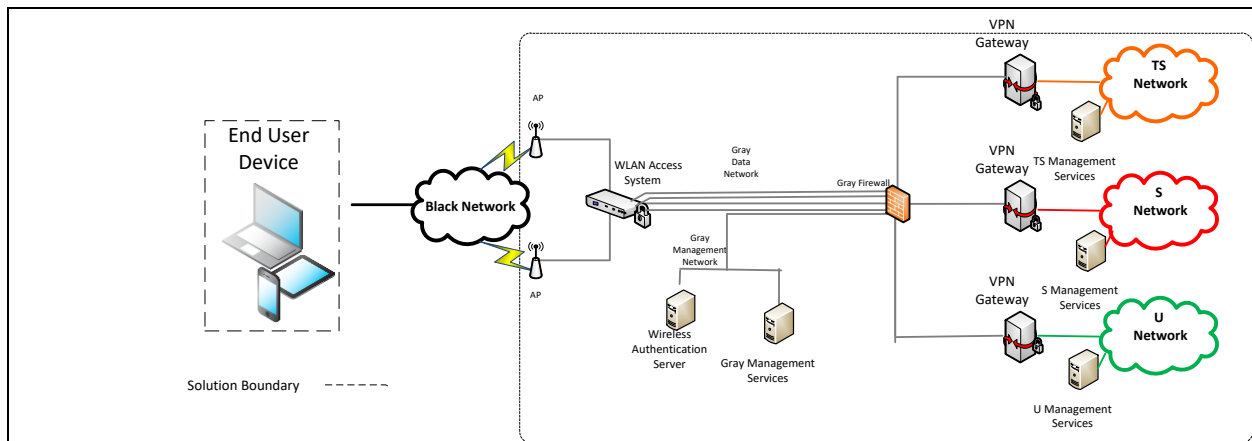 End User
Device
Black Network
AP
AP
WLAN Access
System
Gray
Data
Network
Gray Firewall
Gray
Management
Network
Wireless
Authentication
Server
Gray Management
Services
VPN
Gateway
TS
Network
TS Management
Services
VPN
Gateway
S
Network
S Management
Services
VPN
Gateway
U
Network
U Management
Services
Solution Boundary